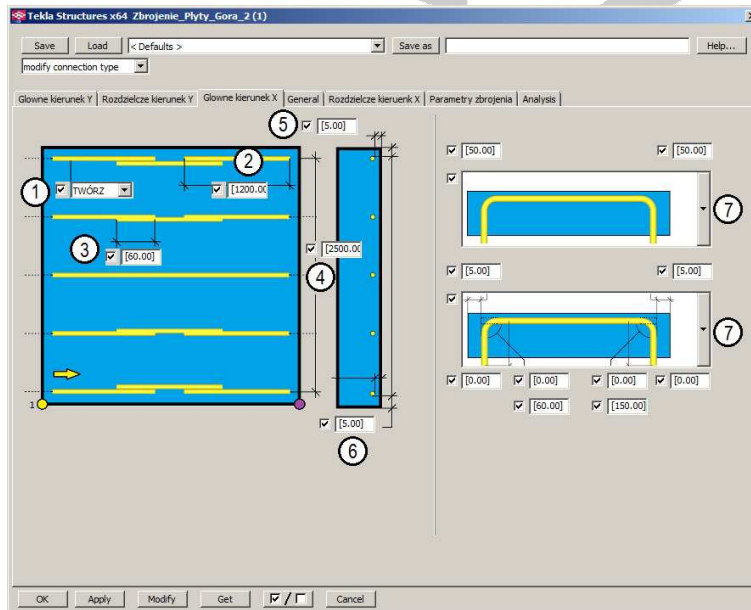 Tekla Structures x64 Zbrojenie_Plyty_Gora_2 (1)
Save Load < Defaults > Save as Help...
modify connection type
Glowne kierunek Y Rozdzielcze kierunek Y Glowne kierunek X General Rozdzielcze kieruenk X Parametry zbrojenia Analysis
5 [5.00]
2 [50.00] [50.00]
1 TWÓRZ [1200.00
7
3 [60.00] [2500.00
4 [5.00] [5.00]
7
1 [0.00] [0.00] [0.00] [0.00]
[5.00] [60.00] [150.00]
6
OK Apply Modify Get / Cancel